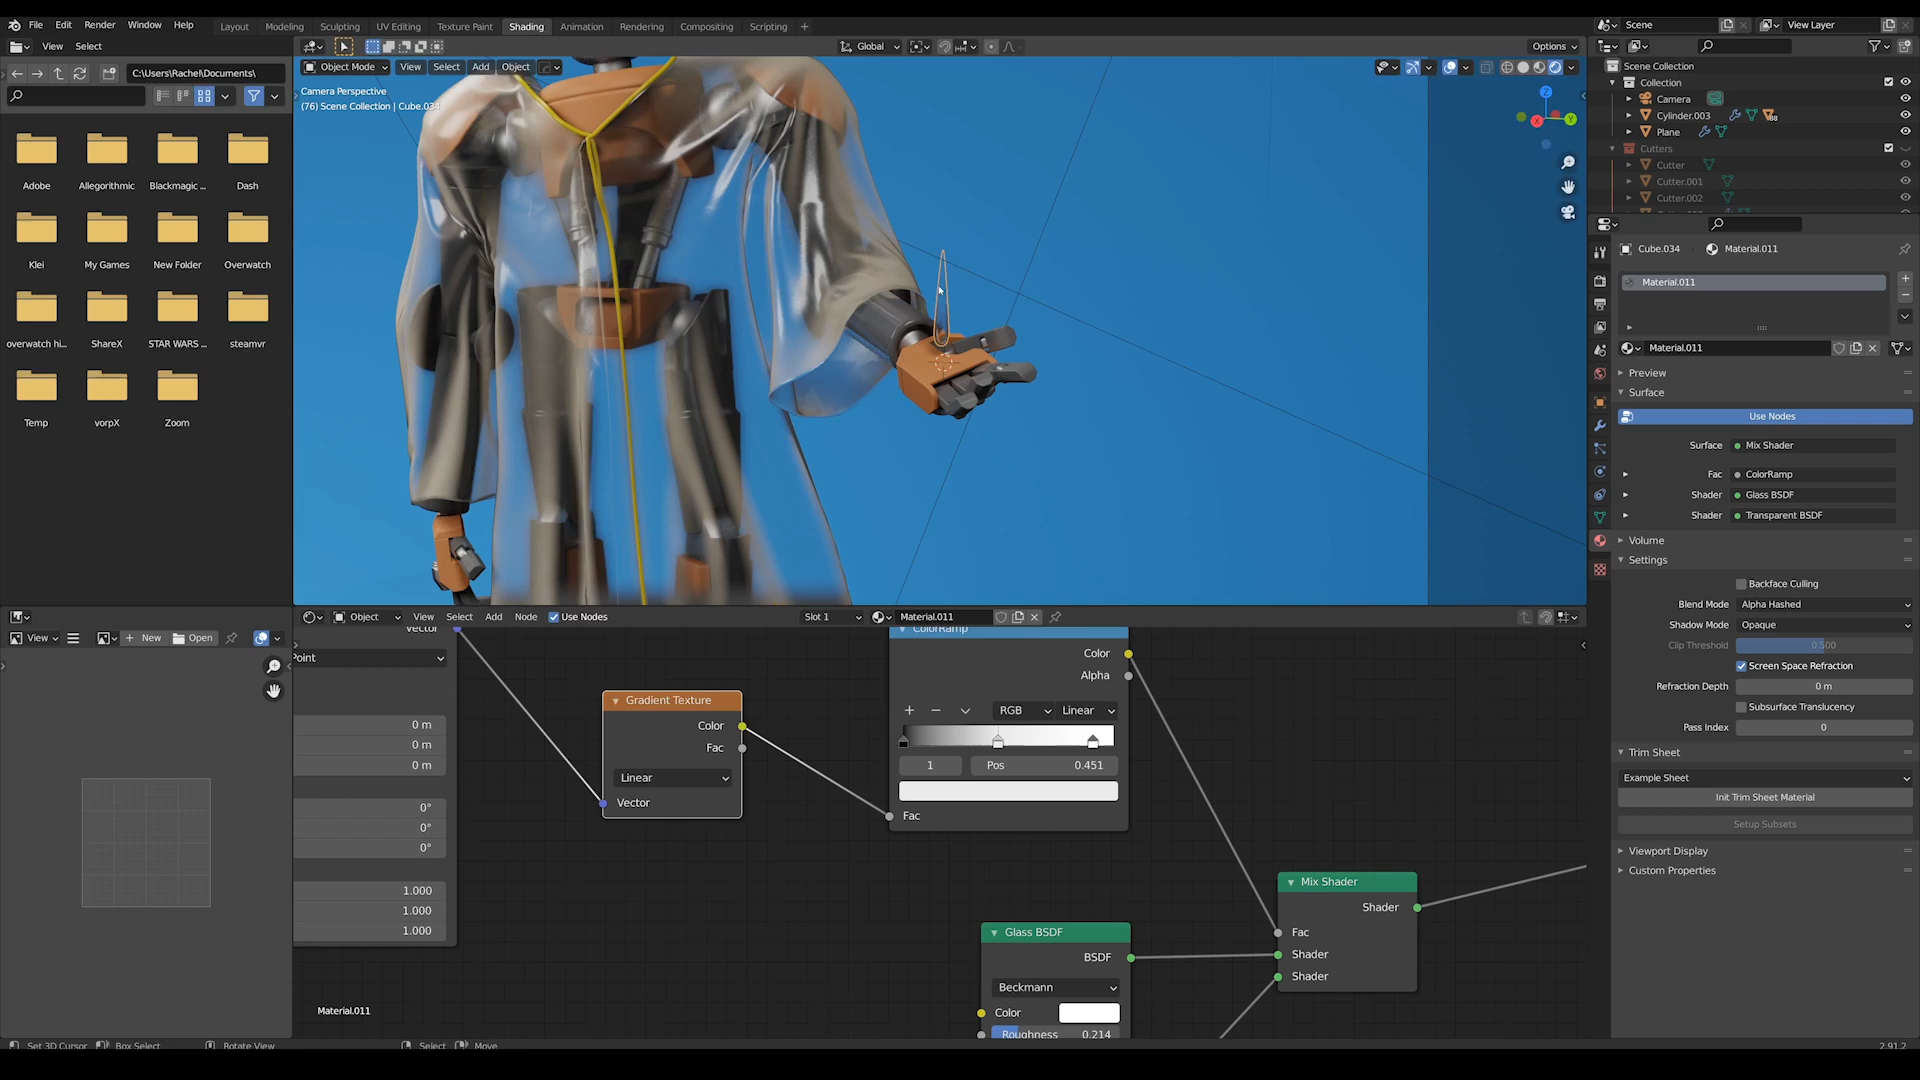 File Edit Render Window Help Layout Modeling Sculpting UV Editing Texture Paint Shading Animation Rendering Compositing Scripting + Scene View Layer
View Select Global Options
C:\Users\Rachel\Documents\ Object Mode View Select Add Object
Camera Perspective
(76) Scene Collection | Cube.034
Adobe Allegorithmic Blackmagic ... Dash
Klei My Games New Folder Overwatch
overwatch hi... ShareX STAR WARS ... steamvr
Temp vorpX Zoom
Z
X Y
Scene Collection
Collection
Camera
Cylinder.003
Plane
Cutters
Cutter
Cutter.001
Cutter.002
Cube.034 Material.011
Material.011
Material.011
Preview
Surface
Use Nodes
Surface Mix Shader
Fac ColorRamp
Shader Glass BSDF
Shader Transparent BSDF
Volume
Settings
Backface Culling
Blend Mode Alpha Hashed
Shadow Mode Opaque
Clip Threshold 0.500
Screen Space Refraction
Refraction Depth 0 m
Subsurface Translucency
Pass Index 0
Trim Sheet
Example Sheet
Init Trim Sheet Material
Setup Subsets
Viewport Display
Custom Properties
View New Open
Object View Select Add Node Use Nodes Slot 1 Material.011
Vector
Point
0 m
0 m
0 m
0°
0°
0°
1.000
1.000
1.000
Gradient Texture
Color
Fac
Linear
Vector
ColorRamp
Color
Alpha
+ − RGB Linear
1 Pos 0.451
Fac
Glass BSDF
BSDF
Beckmann
Color
Roughness 0.214
Mix Shader
Shader
Fac
Shader
Shader
Material.011
Set 3D Cursor Box Select Rotate View Select Move 2.91.2